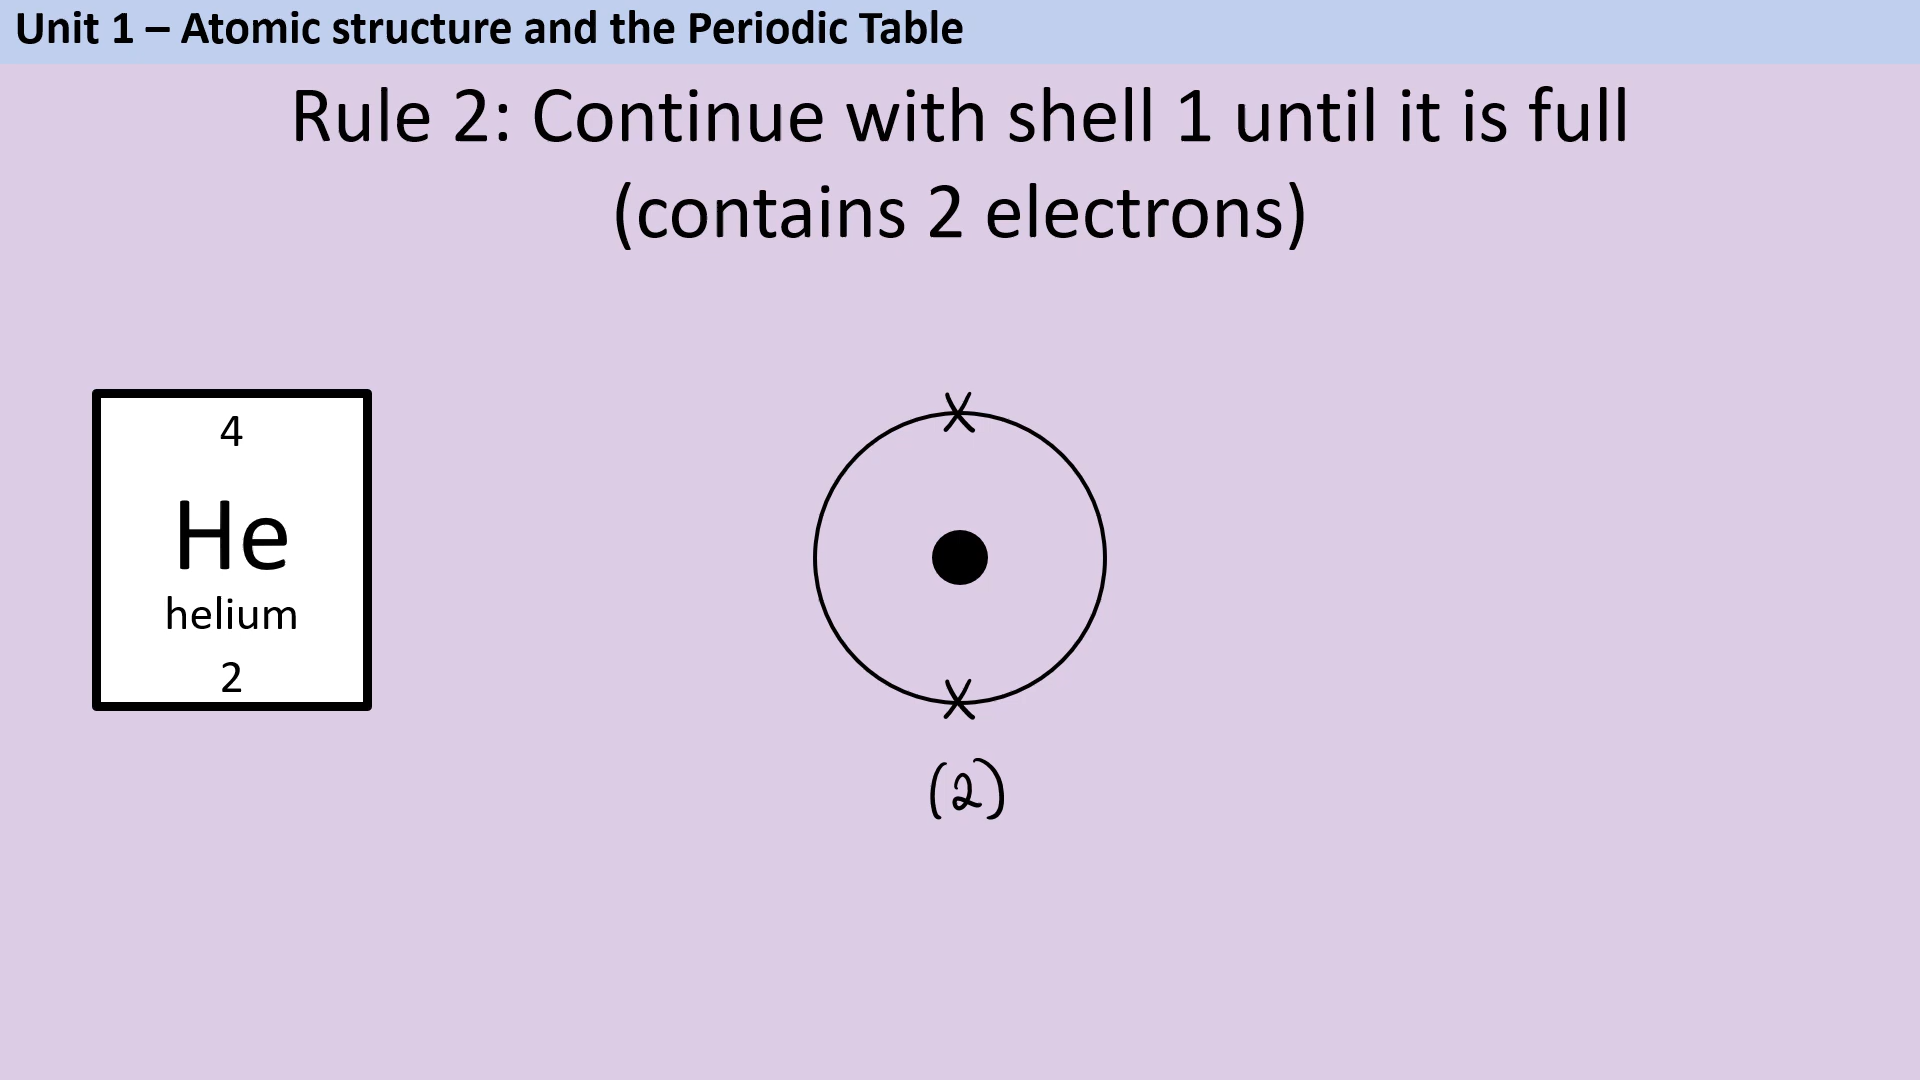 Unit 1 – Atomic structure and the Periodic Table
Rule 2: Continue with shell 1 until it is full
(contains 2 electrons)
4
He
helium
2
(2)